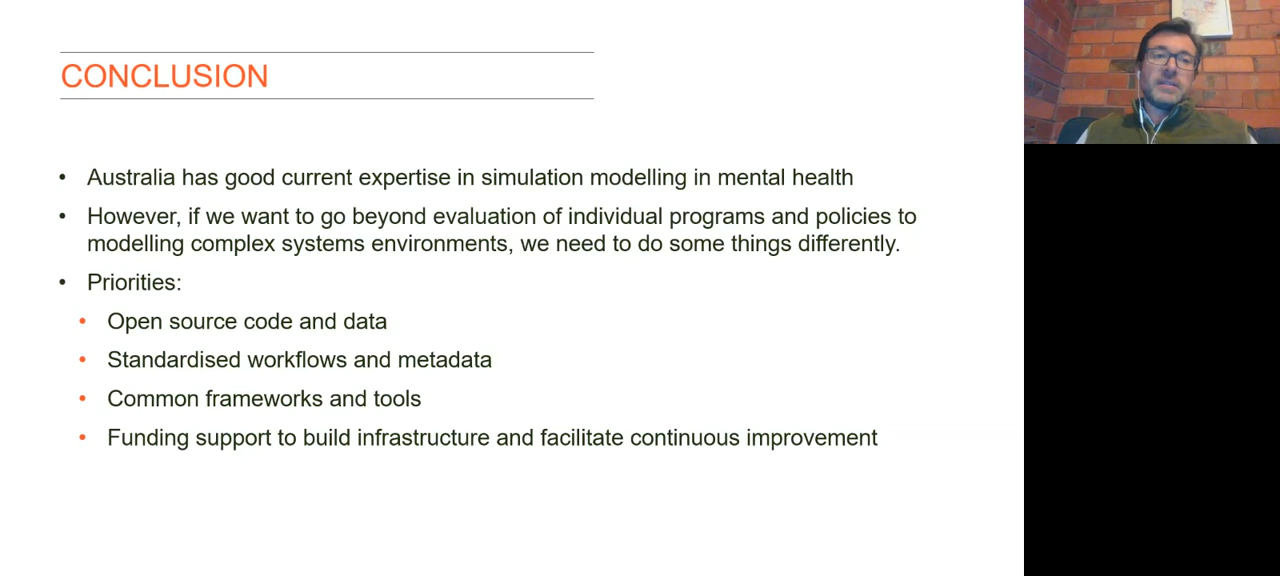 CONCLUSION
• Australia has good current expertise in simulation modelling in mental health
• However, if we want to go beyond evaluation of individual programs and policies to
modelling complex systems environments, we need to do some things differently.
• Priorities:
• Open source code and data
• Standardised workflows and metadata
• Common frameworks and tools
• Funding support to build infrastructure and facilitate continuous improvement